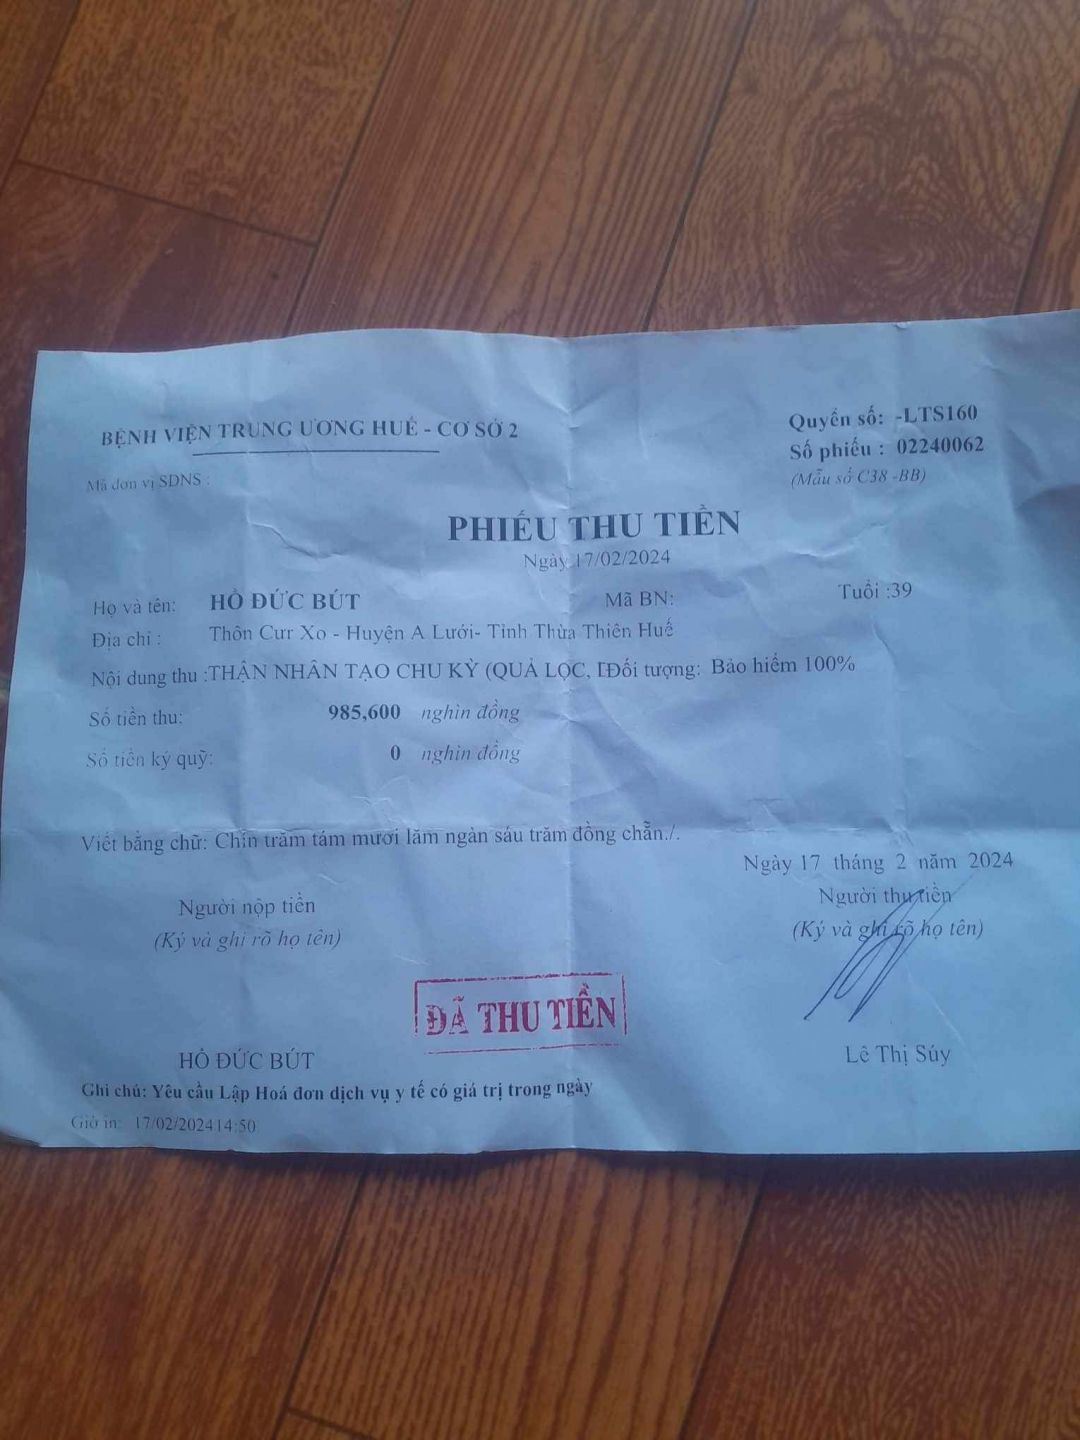 BỆNH VIỆN TRUNG ƯƠNG HUẾ - CƠ SỞ 2
Quyển số: -LTS160
Số phiếu : 02240062
(Mẫu số C38 -BB)
Mã đơn vị SDNS :
PHIẾU THU TIỀN
Ngày 17/02/2024
Họ và tên: HỒ ĐỨC BÚT Mã BN: Tuổi :39
Địa chỉ : Thôn Cưr Xo - Huyện A Lưới- Tỉnh Thừa Thiên Huế
Nội dung thu :THẬN NHÂN TẠO CHU KỲ (QUẢ LỌC, Đối tượng: Bảo hiểm 100%
Số tiền thu: 985,600 nghìn đồng
Số tiền ký quỹ: 0 nghìn đồng
Viết bằng chữ: Chín trăm tám mươi lăm ngàn sáu trăm đồng chẵn./.
Ngày 17 tháng 2 năm 2024
Người nộp tiền Người thu tiền
(Ký và ghi rõ họ tên) (Ký và ghi rõ họ tên)
ĐÃ THU TIỀN
HỒ ĐỨC BÚT Lê Thị Súy
Ghi chú: Yêu cầu Lập Hoá đơn dịch vụ y tế có giá trị trong ngày
Giờ in: 17/02/2024 14:50